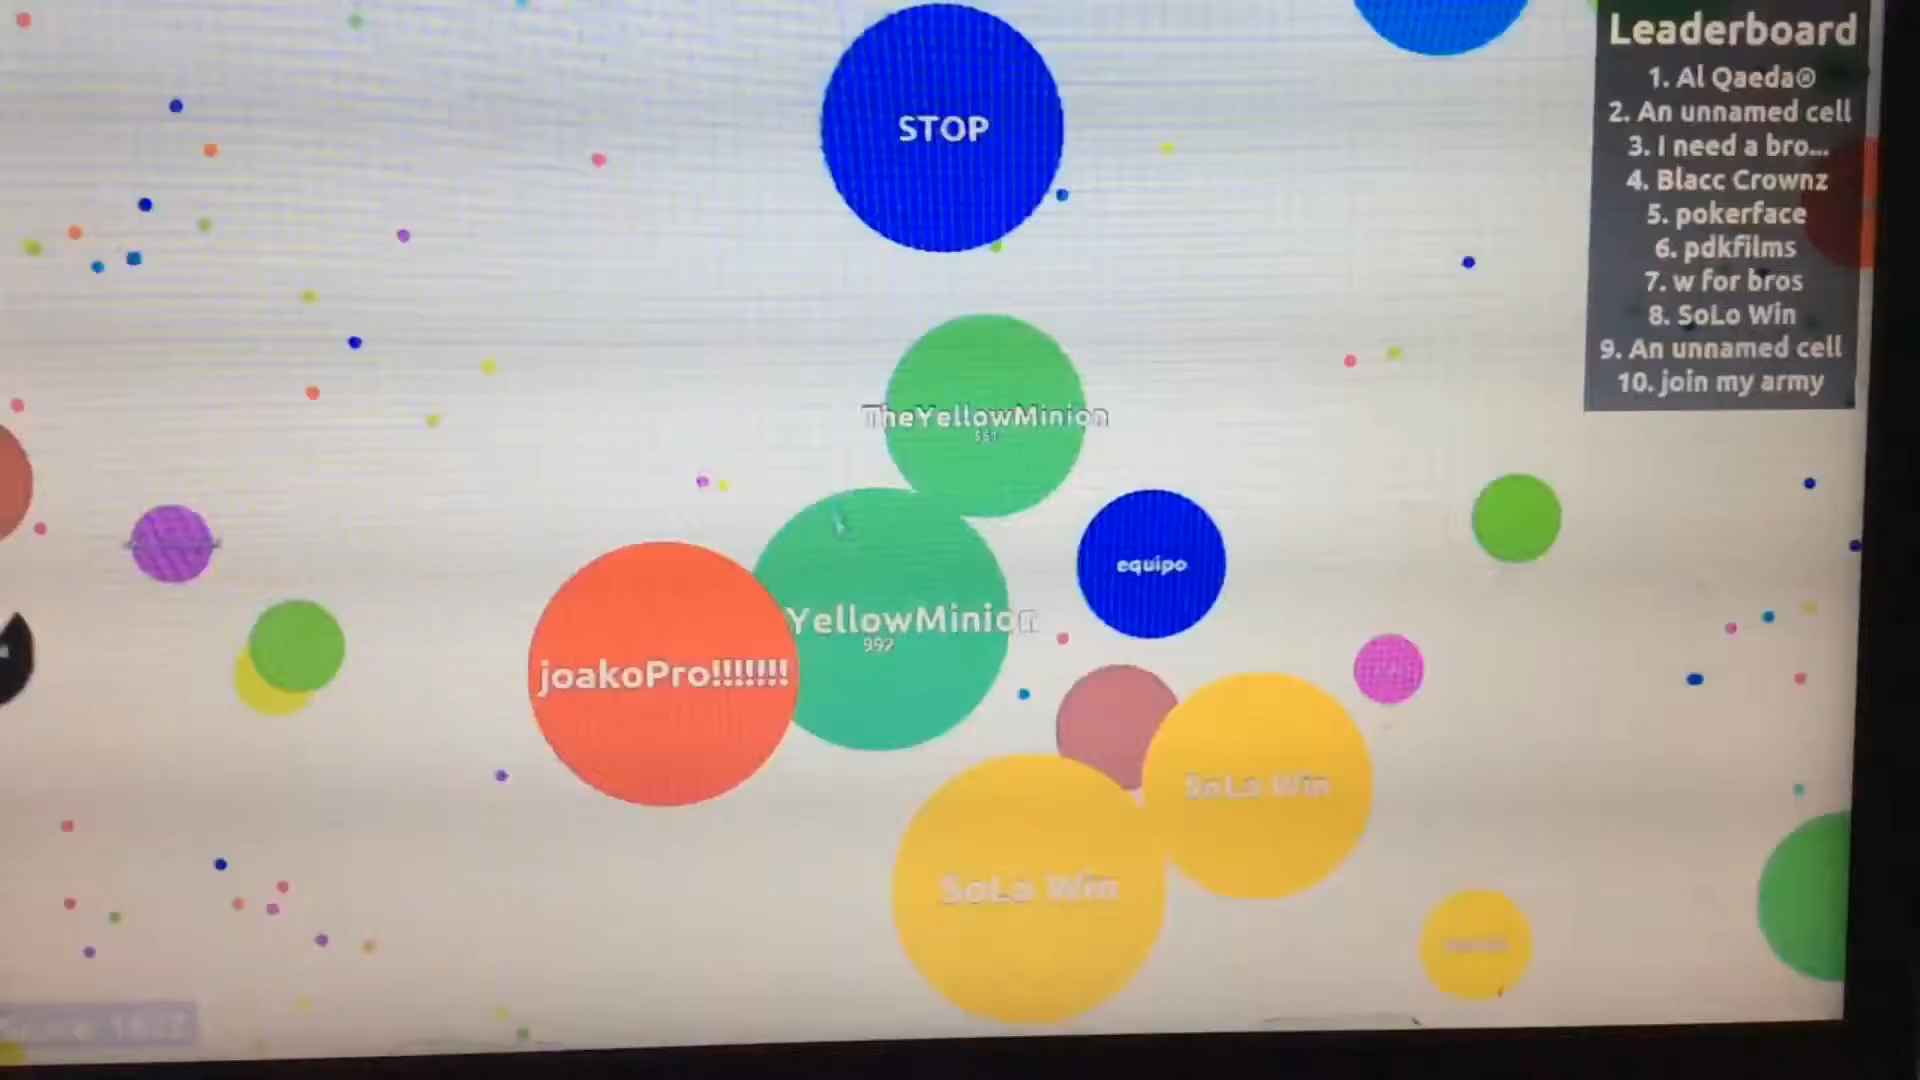 Leaderboard
1. Al Qaeda®
2. An unnamed cell
3. I need a bro...
4. Blacc Crownz
5. pokerface
6. pdkfilms
7. w for bros
8. SoLo Win
9. An unnamed cell
10. join my army
STOP
TheYellowMinion
equipo
YellowMinion
992
joakoPro!!!!!!!
SoLo Win
SoLo Win